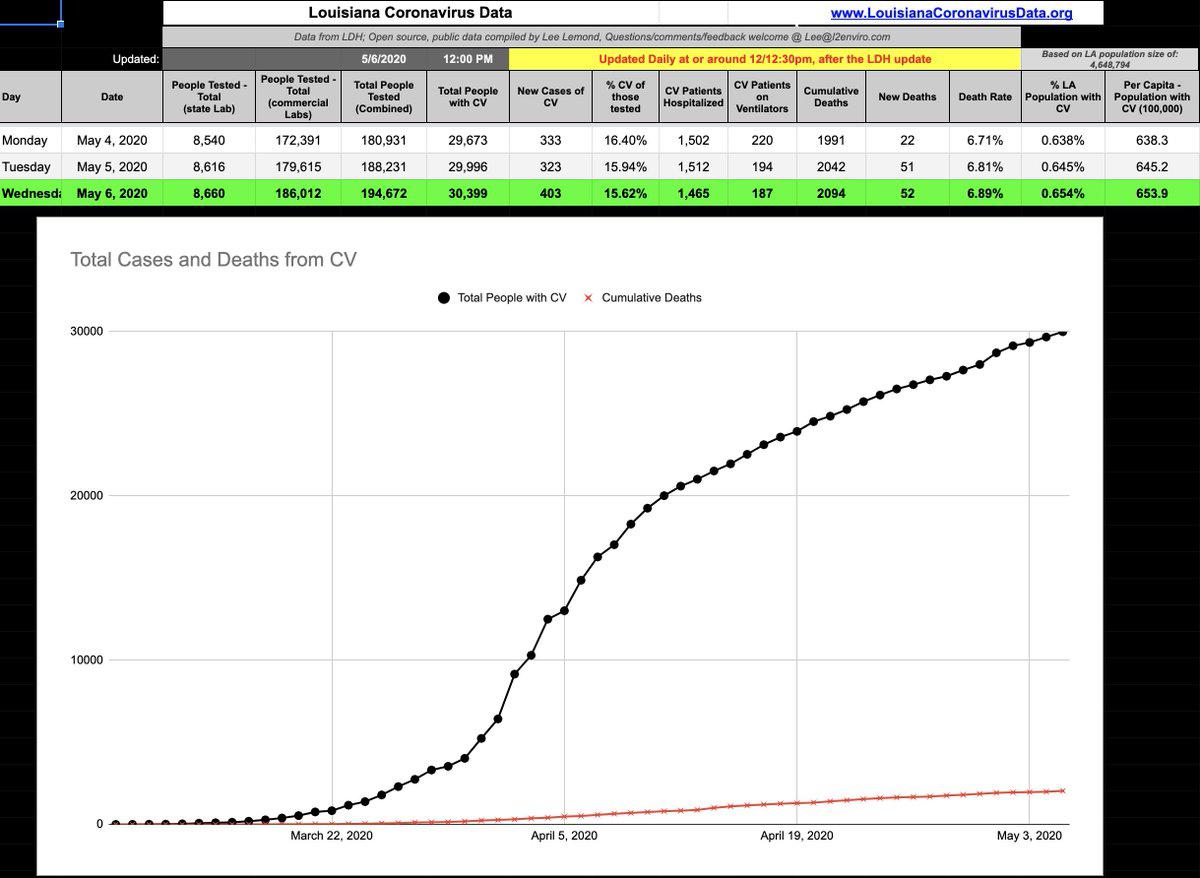 Louisiana Coronavirus Data www.LouisianaCoronavirusData.org
Data from LDH; Open source, public data compiled by Lee Lemond, Questions/comments/feedback welcome @ Lee@l2enviro.com
Updated: 5/6/2020 12:00 PM Updated Daily at or around 12/12:30pm, after the LDH update Based on LA population size of: 4,648,794
Day Date People Tested - Total (state Lab) People Tested - Total (commercial Labs) Total People Tested (Combined) Total People with CV New Cases of CV % CV of those tested CV Patients Hospitalized CV Patients on Ventilators Cumulative Deaths New Deaths Death Rate % LA Population with CV Per Capita - Population with CV (100,000)
Monday May 4, 2020 8,540 172,391 180,931 29,673 333 16.40% 1,502 220 1991 22 6.71% 0.638% 638.3
Tuesday May 5, 2020 8,616 179,615 188,231 29,996 323 15.94% 1,512 194 2042 51 6.81% 0.645% 645.2
Wednesda May 6, 2020 8,660 186,012 194,672 30,399 403 15.62% 1,465 187 2094 52 6.89% 0.654% 653.9
Total Cases and Deaths from CV
Total People with CV Cumulative Deaths
30000
20000
10000
0
March 22, 2020 April 5, 2020 April 19, 2020 May 3, 2020